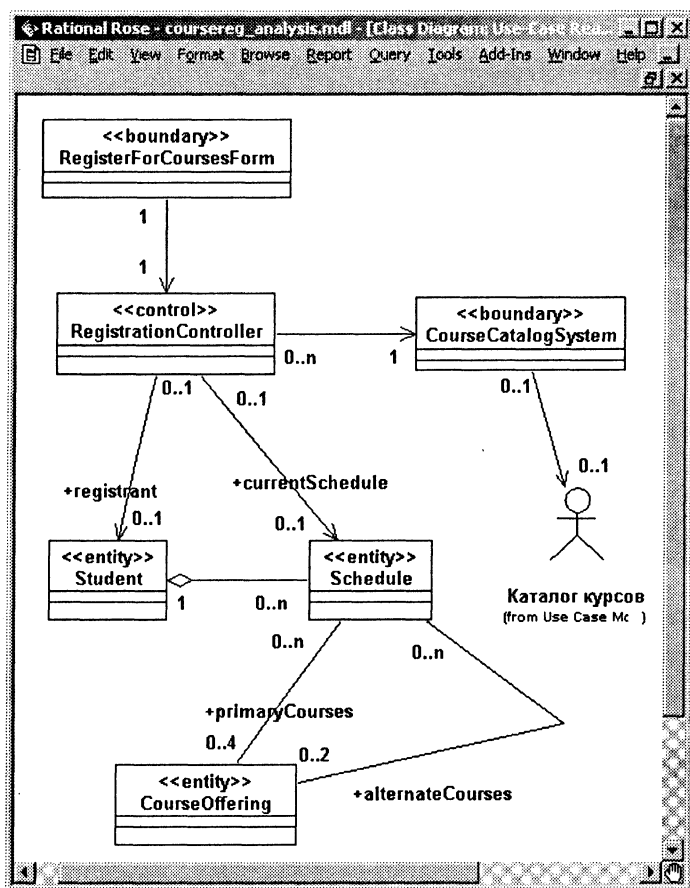 Rational Rose - coursereg_analysis.mdl - [Class Diagram: Use-Case Rea...
File Edit View Format Browse Report Query Tools Add-Ins Window Help
<<boundary>>
RegisterForCoursesForm
1
1
<<control>>
RegistrationController
0..n
1
<<boundary>>
CourseCatalogSystem
0..1
0..1
0..1
0..1
+registrant
+currentSchedule
0..1
0..1
<<entity>>
Student
1
0..n
<<entity>>
Schedule
Каталог курсов
(from Use Case Mc )
0..n
0..n
+primaryCourses
0..4
0..2
+alternateCourses
<<entity>>
CourseOffering